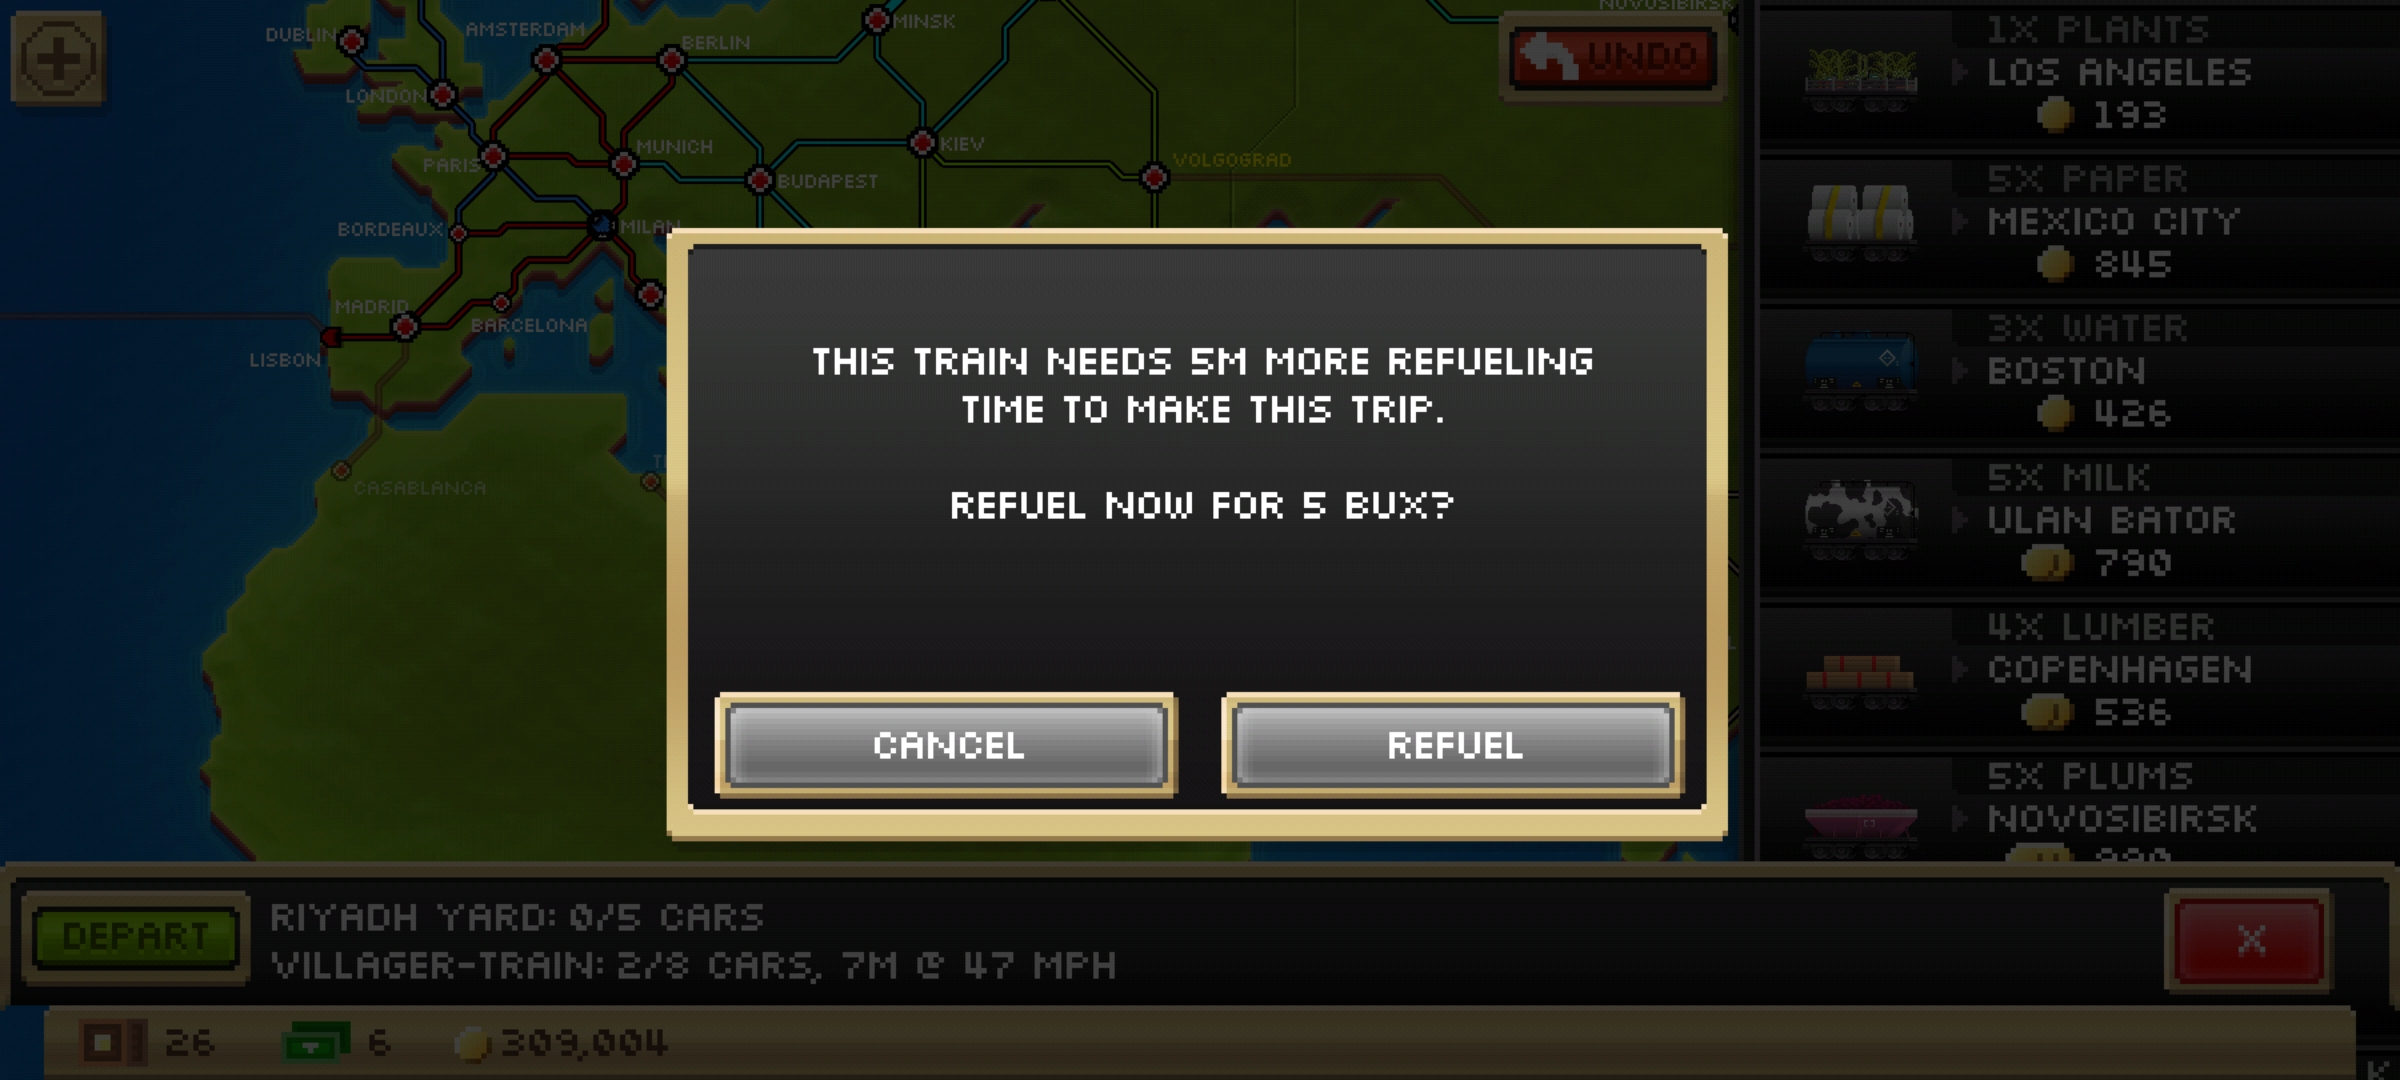 NOVOSIBIRSK
DUBLIN
AMSTERDAM
MINSK
BERLIN
UNDO
LONDON
PARIS
MUNICH
KIEV
VOLGOGRAD
BUDAPEST
BORDEAUX
MILAN
MADRID
BARCELONA
LISBON
CASABLANCA
THIS TRAIN NEEDS 5M MORE REFUELING
TIME TO MAKE THIS TRIP.
REFUEL NOW FOR 5 BUX?
CANCEL
REFUEL
1X PLANTS
LOS ANGELES
193
5X PAPER
MEXICO CITY
845
3X WATER
BOSTON
426
5X MILK
ULAN BATOR
790
4X LUMBER
COPENHAGEN
536
5X PLUMS
NOVOSIBIRSK
DEPART
RIYADH YARD: 0/5 CARS
VILLAGER-TRAIN: 2/8 CARS, 7M @ 47 MPH
X
26
6
309,004